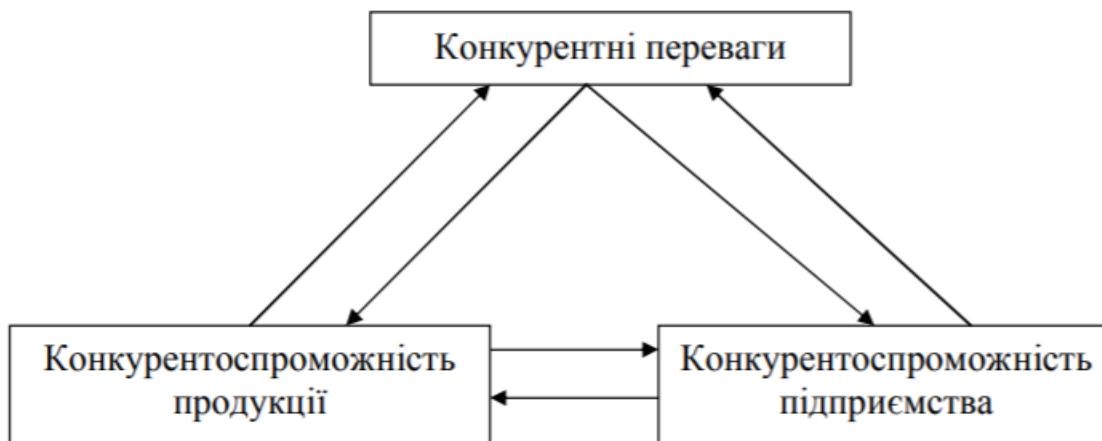 Конкурентні переваги
Конкурентоспроможність
продукції
Конкурентоспроможність
підприємства